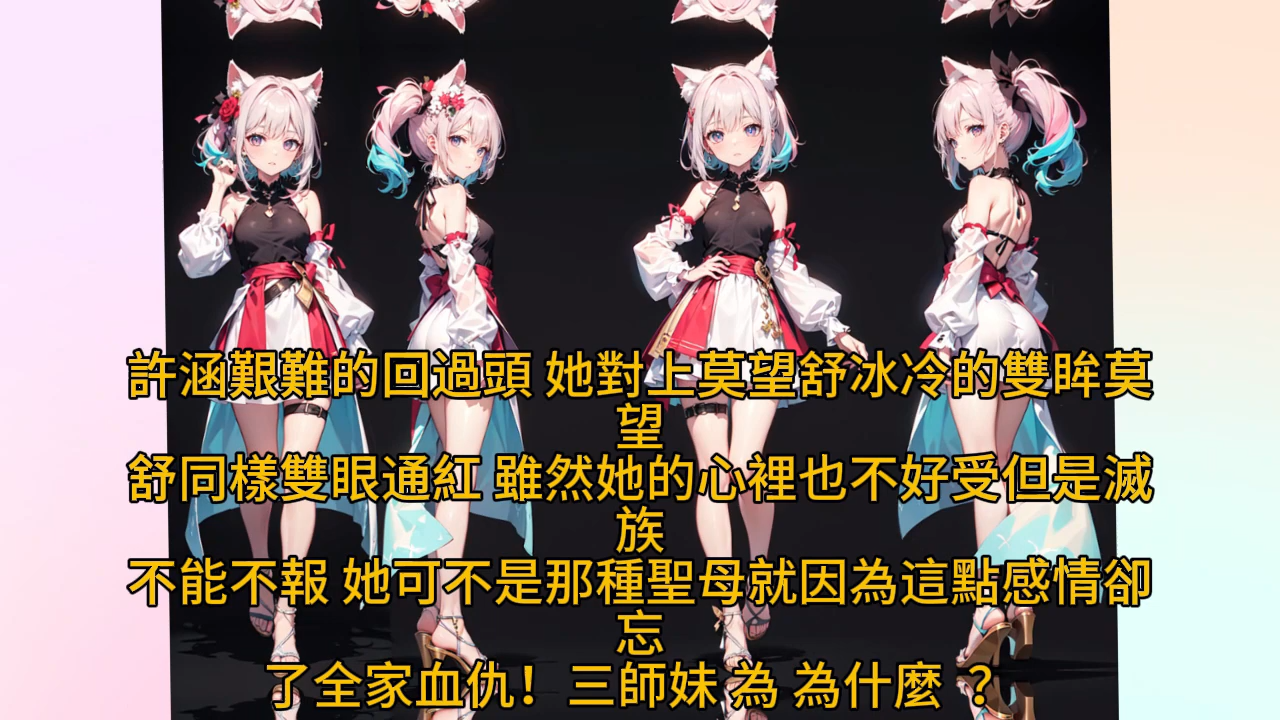 許涵艱難的回過頭 她對上莫望舒冰冷的雙眸莫
望
舒同樣雙眼通紅 雖然她的心裡也不好受但是滅
族
不能不報 她可不是那種聖母就因為這點感情卻
忘
了全家血仇！ 三師妹 為 為什麼 ？